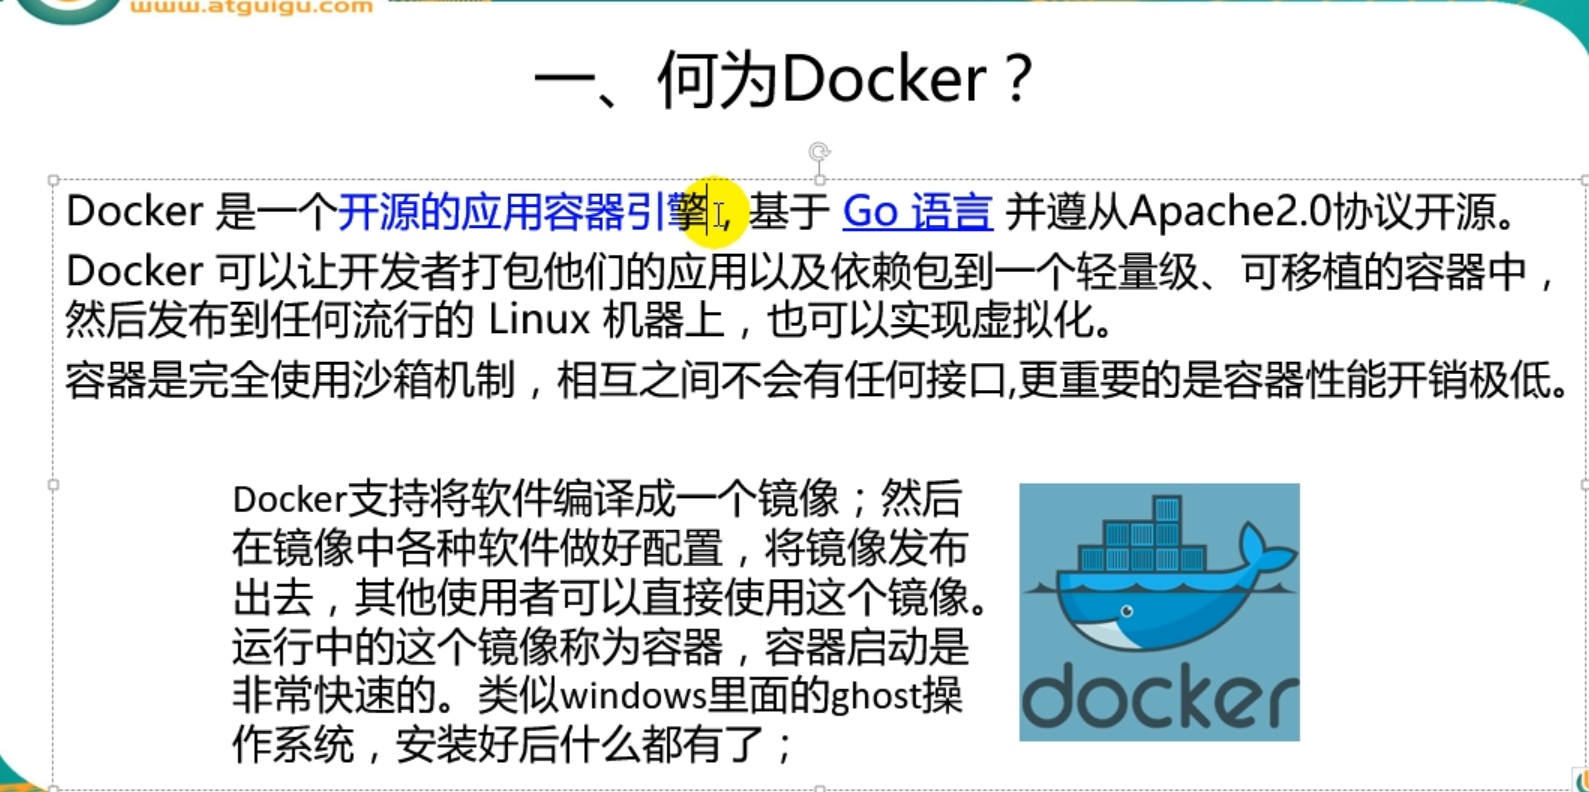 www.atguigu.com
一、何为Docker？
Docker 是一个开源的应用容器引擎，基于 Go 语言 并遵从Apache2.0协议开源。
Docker 可以让开发者打包他们的应用以及依赖包到一个轻量级、可移植的容器中，
然后发布到任何流行的 Linux 机器上，也可以实现虚拟化。
容器是完全使用沙箱机制，相互之间不会有任何接口,更重要的是容器性能开销极低。
Docker支持将软件编译成一个镜像；然后
在镜像中各种软件做好配置，将镜像发布
出去，其他使用者可以直接使用这个镜像。
运行中的这个镜像称为容器，容器启动是
非常快速的。类似windows里面的ghost操
作系统，安装好后什么都有了；
docker